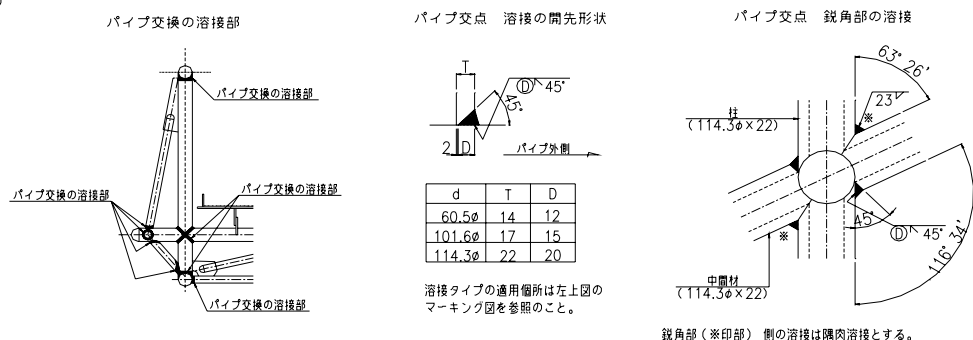 パイプ交換の溶接部
パイプ交換の溶接部
パイプ交換の溶接部
パイプ交換の溶接部
パイプ交換の溶接部
パイプ交点 溶接の開先形状
T
D 45°
45°
2 D
パイプ外側
d T D
60.5ø 14 12
101.6ø 17 15
114.3ø 22 20
溶接タイプの適用個所は左上図の
マーキング図を参照のこと。
パイプ交点 鋭角部の溶接
63° 26'
23
※
柱
(114.3ø×22)
45°
D 45°
116° 34'
※
中間材
(114.3ø×22)
鋭角部(※印部) 側の溶接は隅肉溶接とする。